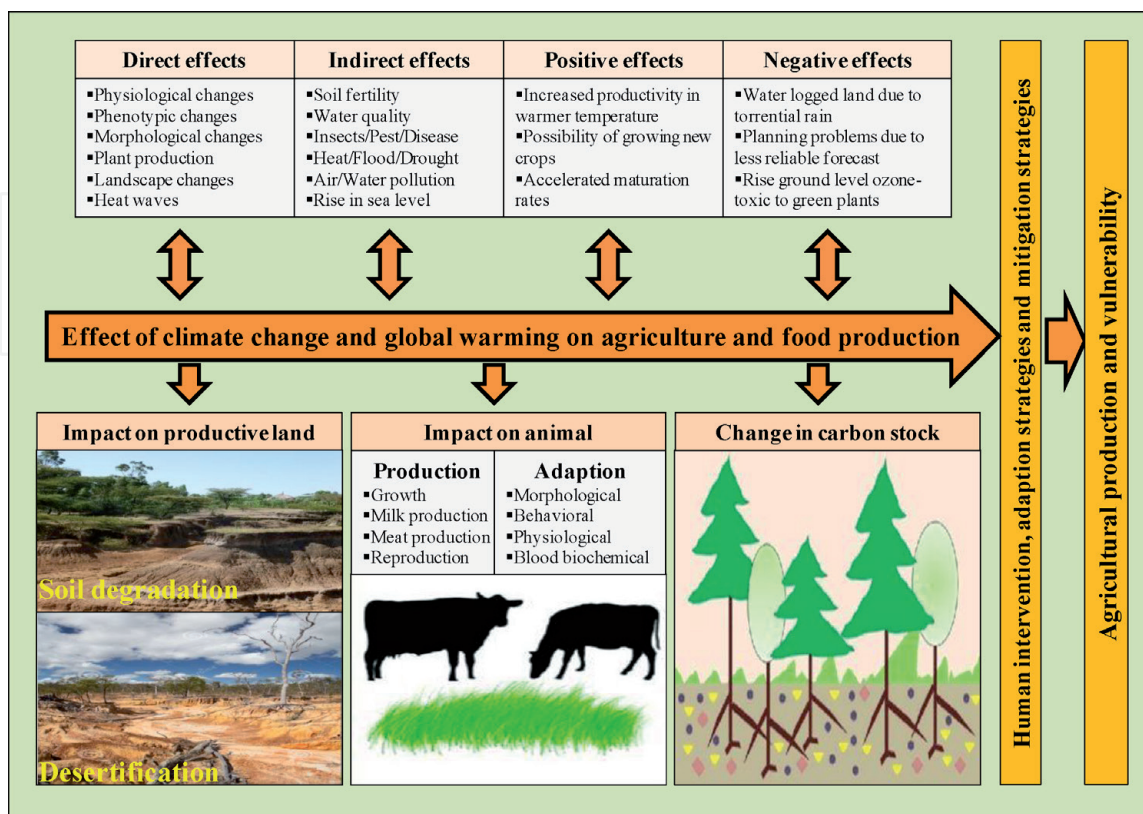 Direct effects
▪Physiological changes
▪Phenotypic changes
▪Morphological changes
▪Plant production
▪Landscape changes
▪Heat waves
Indirect effects
▪Soil fertility
▪Water quality
▪Insects/Pest/Disease
▪Heat/Flood/Drought
▪Air/Water pollution
▪Rise in sea level
Positive effects
▪Increased productivity in
warmer temperature
▪Possibility of growing new
crops
▪Accelerated maturation
rates
Negative effects
▪Water logged land due to
torrential rain
▪Planning problems due to
less reliable forecast
▪Rise ground level ozone-
toxic to green plants
Effect of climate change and global warming on agriculture and food production
Impact on productive land
Soil degradation
Desertification
Impact on animal
Production
▪Growth
▪Milk production
▪Meat production
▪Reproduction
Adaption
▪Morphological
▪Behavioral
▪Physiological
▪Blood biochemical
Change in carbon stock
Human intervention, adaption strategies and mitigation strategies
Agricultural production and vulnerability